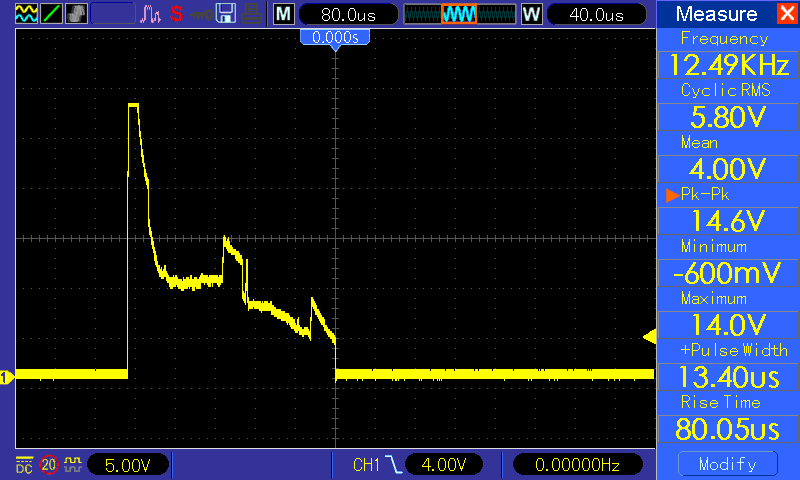 S M 80.0us W 40.0us
0.000s
Measure
Frequency
12.49KHz
Cyclic RMS
5.80V
Mean
4.00V
Pk-Pk
14.6V
Minimum
-600mV
Maximum
14.0V
+Pulse Width
13.40us
Rise Time
80.05us
Modify
1
DC 20 5.00V CH1 4.00V 0.00000Hz